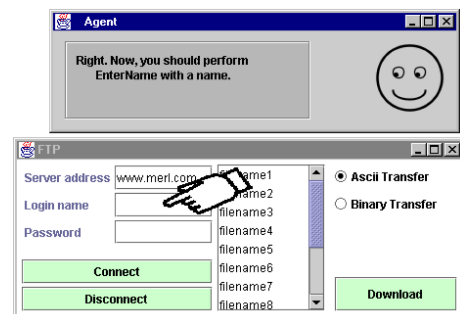 Agent
Right. Now, you should perform
EnterName with a name.
FTP
Server address www.merl.com
Login name
Password
Connect
Disconnect
filename2
filename3
filename4
filename5
filename6
filename7
filename8
Ascii Transfer
Binary Transfer
Download